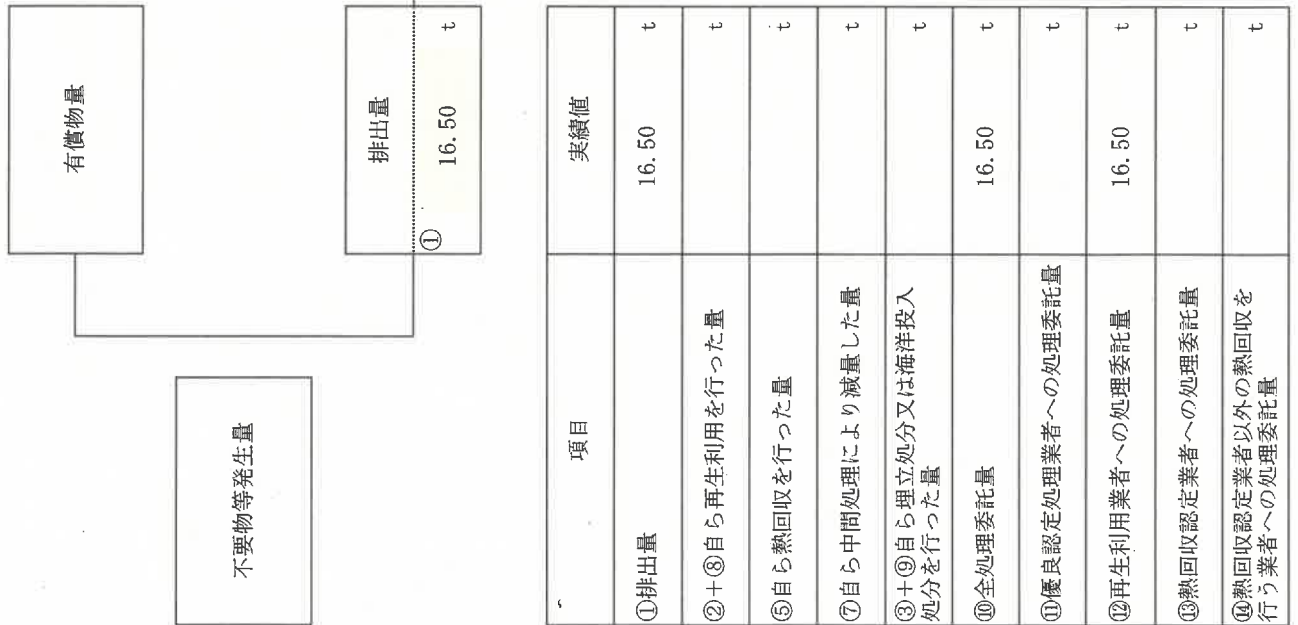 有償物量
不要物等発生量
排出量
① 16.50 t
項目 実績値
①排出量 16.50 t
②+⑧自ら再生利用を行った量 t
⑤自ら熱回収を行った量 t
⑦自ら中間処理により減量した量 t
③+⑨自ら埋立処分又は海洋投入
処分を行った量 t
⑩全処理委託量 16.50 t
⑪優良認定処理業者への処理委託量 t
⑫再生利用業者への処理委託量 16.50 t
⑬熱回収認定業者への処理委託量 t
⑭熱回収認定業者以外の熱回収を
行う業者への処理委託量 t